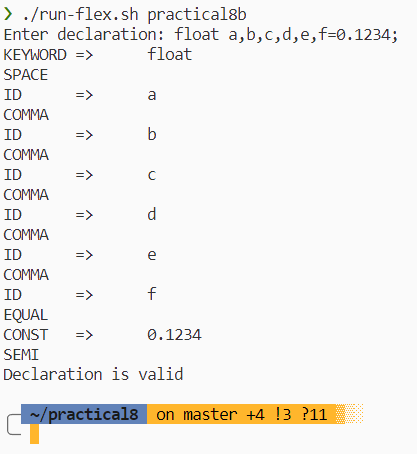 ❯ ./run-flex.sh practical8b
Enter declaration: float a,b,c,d,e,f=0.1234;
KEYWORD => float
SPACE
ID => a
COMMA
ID => b
COMMA
ID => c
COMMA
ID => d
COMMA
ID => e
COMMA
ID => f
EQUAL
CONST => 0.1234
SEMI
Declaration is valid
~/practical8 on master +4 !3 ?11